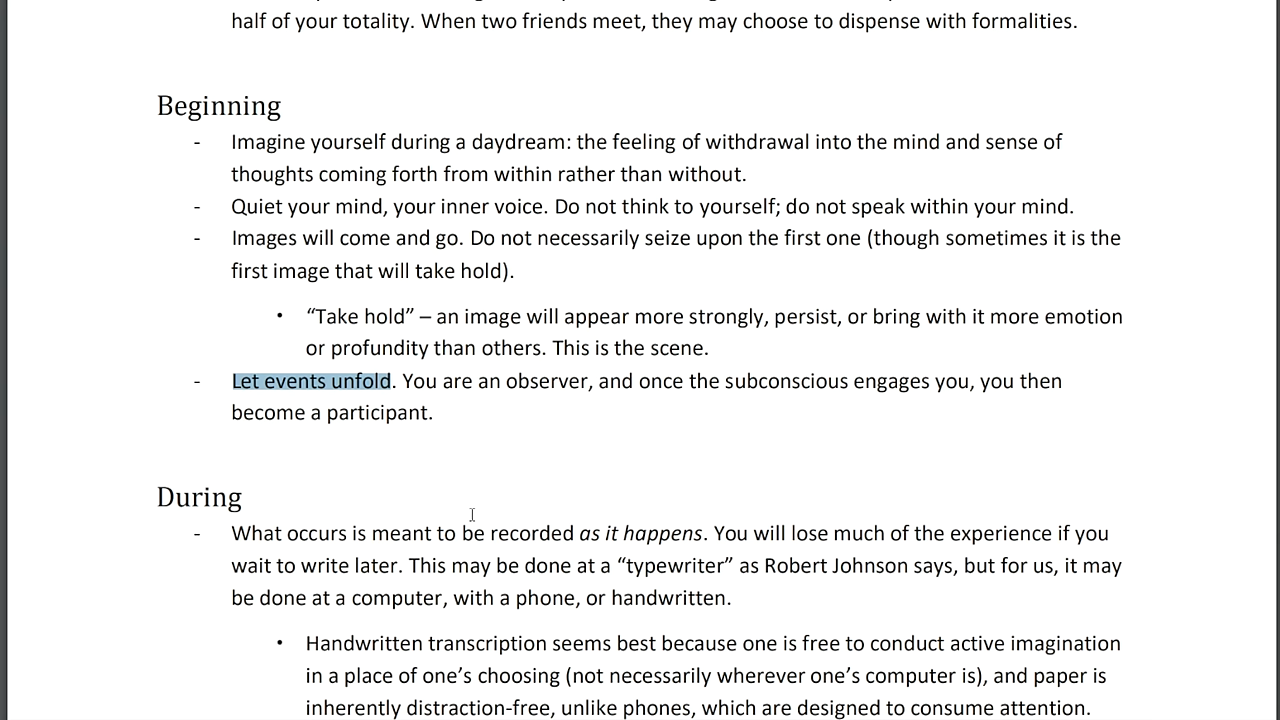 half of your totality. When two friends meet, they may choose to dispense with formalities.
Beginning
- Imagine yourself during a daydream: the feeling of withdrawal into the mind and sense of
thoughts coming forth from within rather than without.
- Quiet your mind, your inner voice. Do not think to yourself; do not speak within your mind.
- Images will come and go. Do not necessarily seize upon the first one (though sometimes it is the
first image that will take hold).
• “Take hold” – an image will appear more strongly, persist, or bring with it more emotion
or profundity than others. This is the scene.
- Let events unfold. You are an observer, and once the subconscious engages you, you then
become a participant.
During
- What occurs is meant to be recorded as it happens. You will lose much of the experience if you
wait to write later. This may be done at a “typewriter” as Robert Johnson says, but for us, it may
be done at a computer, with a phone, or handwritten.
• Handwritten transcription seems best because one is free to conduct active imagination
in a place of one’s choosing (not necessarily wherever one’s computer is), and paper is
inherently distraction-free, unlike phones, which are designed to consume attention.